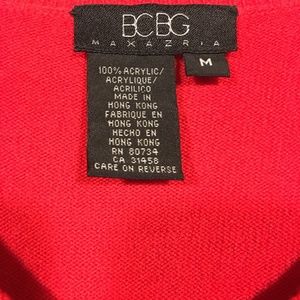 BCBG
MAXAZRIA
M
100% ACRYLIC/
ACRYLIQUE/
ACRILICO
MADE IN
HONG KONG
FABRIQUE EN
HONG KONG
HECHO EN
HONG KONG
RN 80734
CA 31458
CARE ON REVERSE